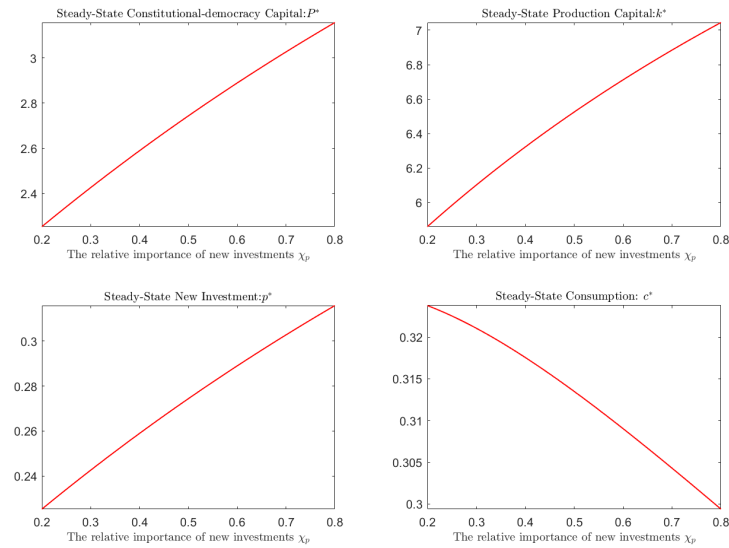 Steady-State Constitutional-democracy Capital:P*
3
2.8
2.6
2.4
0.2 0.3 0.4 0.5 0.6 0.7 0.8
The relative importance of new investments χp
Steady-State Production Capital:k*
7
6.8
6.6
6.4
6.2
6
0.2 0.3 0.4 0.5 0.6 0.7 0.8
The relative importance of new investments χp
Steady-State New Investment:p*
0.3
0.28
0.26
0.24
0.2 0.3 0.4 0.5 0.6 0.7 0.8
The relative importance of new investments χp
Steady-State Consumption: c*
0.32
0.315
0.31
0.305
0.3
0.2 0.3 0.4 0.5 0.6 0.7 0.8
The relative importance of new investments χp